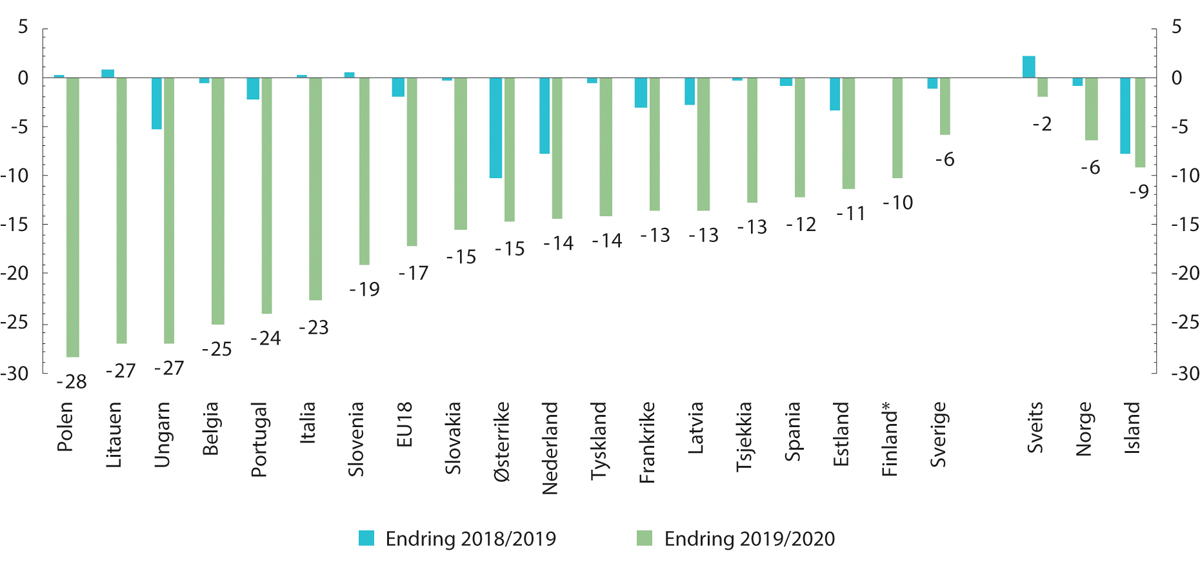 5
0
-5
-10
-15
-20
-25
-30
5
0
-5
-10
-15
-20
-25
-30
-28
-27
-27
-25
-24
-23
-19
-17
-15
-15
-14
-14
-13
-13
-13
-12
-11
-10
-6
-2
-6
-9
Polen
Litauen
Ungarn
Belgia
Portugal
Italia
Slovenia
EU18
Slovakia
Østerrike
Nederland
Tyskland
Frankrike
Latvia
Tsjekkia
Spania
Estland
Finland*
Sverige
Sveits
Norge
Island
Endring 2018/2019
Endring 2019/2020